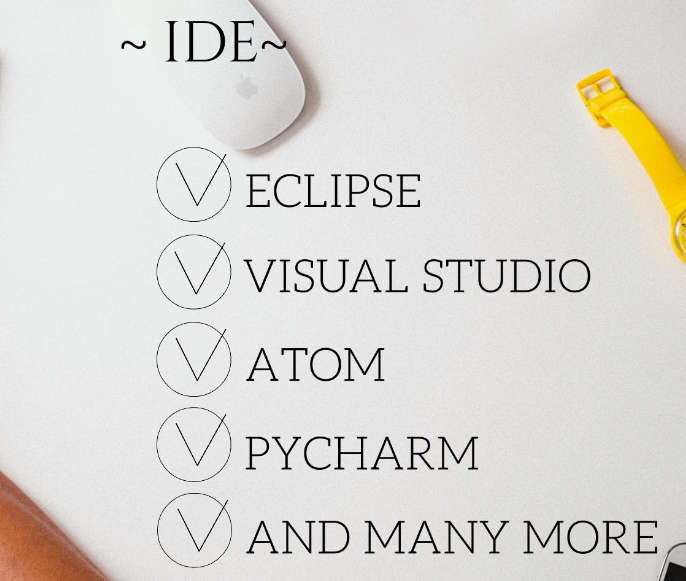 ~ IDE~
ECLIPSE
VISUAL STUDIO
ATOM
PYCHARM
AND MANY MORE